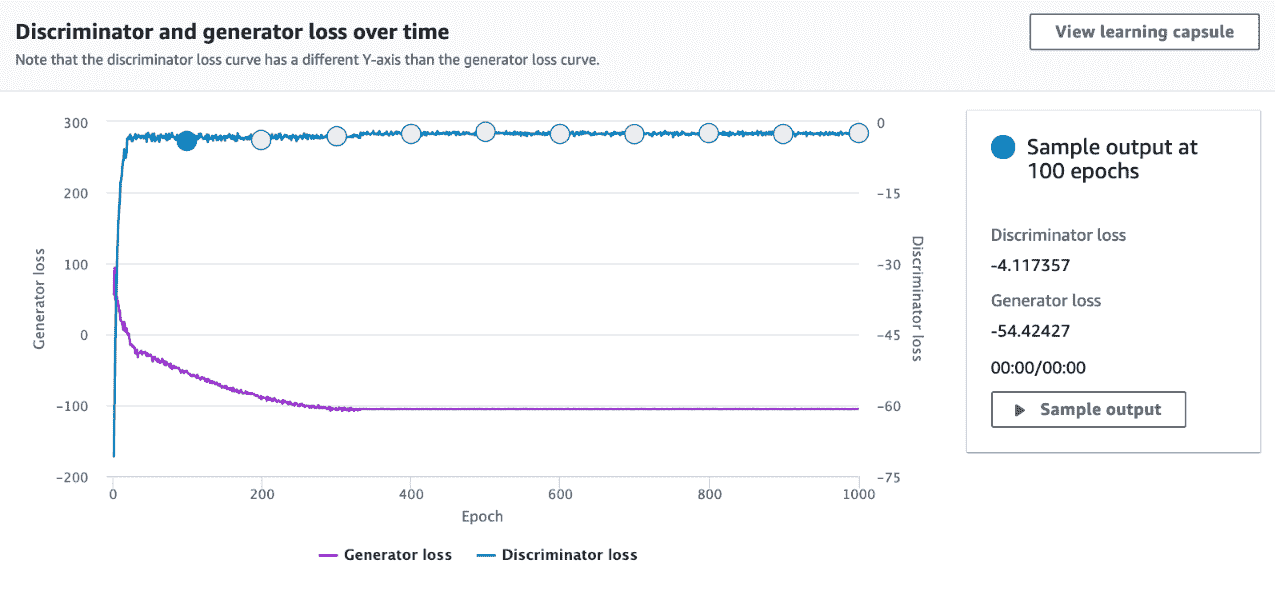 Discriminator and generator loss over time
View learning capsule
Note that the discriminator loss curve has a different Y-axis than the generator loss curve.
300
200
100
0
−100
−200
Generator loss
0
−15
−30
−45
−60
−75
Discriminator loss
0
200
400
600
800
1000
Epoch
Generator loss
Discriminator loss
Sample output at
100 epochs
Discriminator loss
-4.117357
Generator loss
-54.42427
00:00/00:00
Sample output